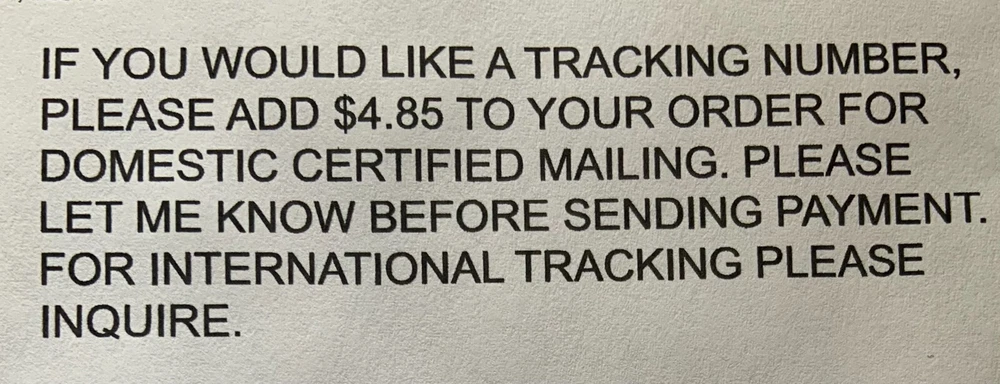 IF YOU WOULD LIKE A TRACKING NUMBER,
PLEASE ADD $4.85 TO YOUR ORDER FOR
DOMESTIC CERTIFIED MAILING. PLEASE
LET ME KNOW BEFORE SENDING PAYMENT.
FOR INTERNATIONAL TRACKING PLEASE
INQUIRE.